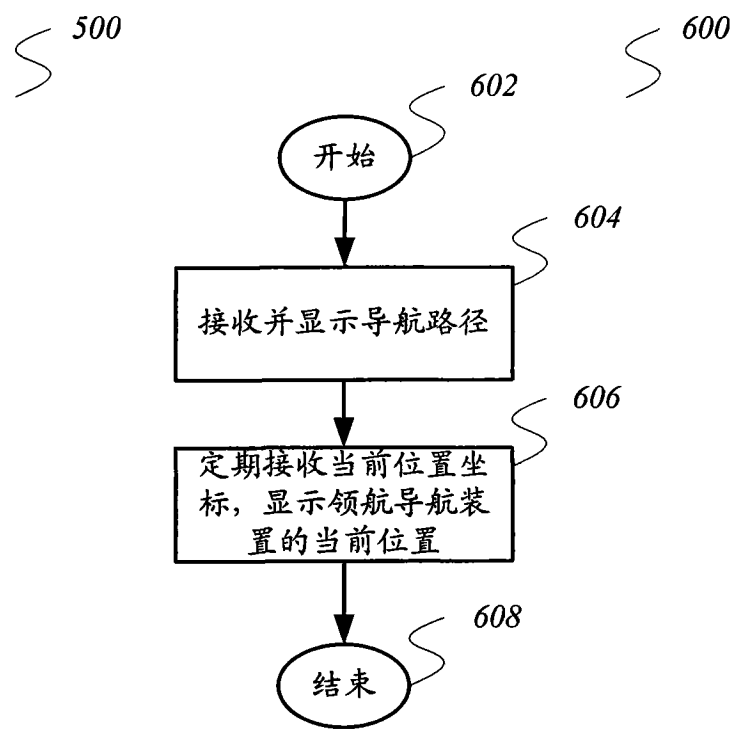 500
600
602
开始
604
接收并显示导航路径
606
定期接收当前位置坐
标，显示领航导航装
置的当前位置
608
结束